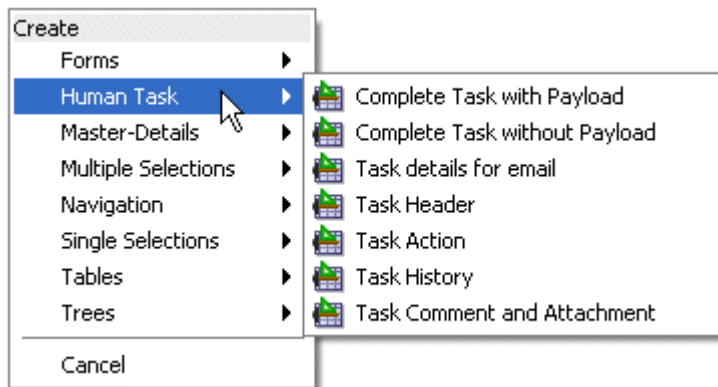 Create
Forms
Human Task
Master-Details
Multiple Selections
Navigation
Single Selections
Tables
Trees
Cancel
Complete Task with Payload
Complete Task without Payload
Task details for email
Task Header
Task Action
Task History
Task Comment and Attachment